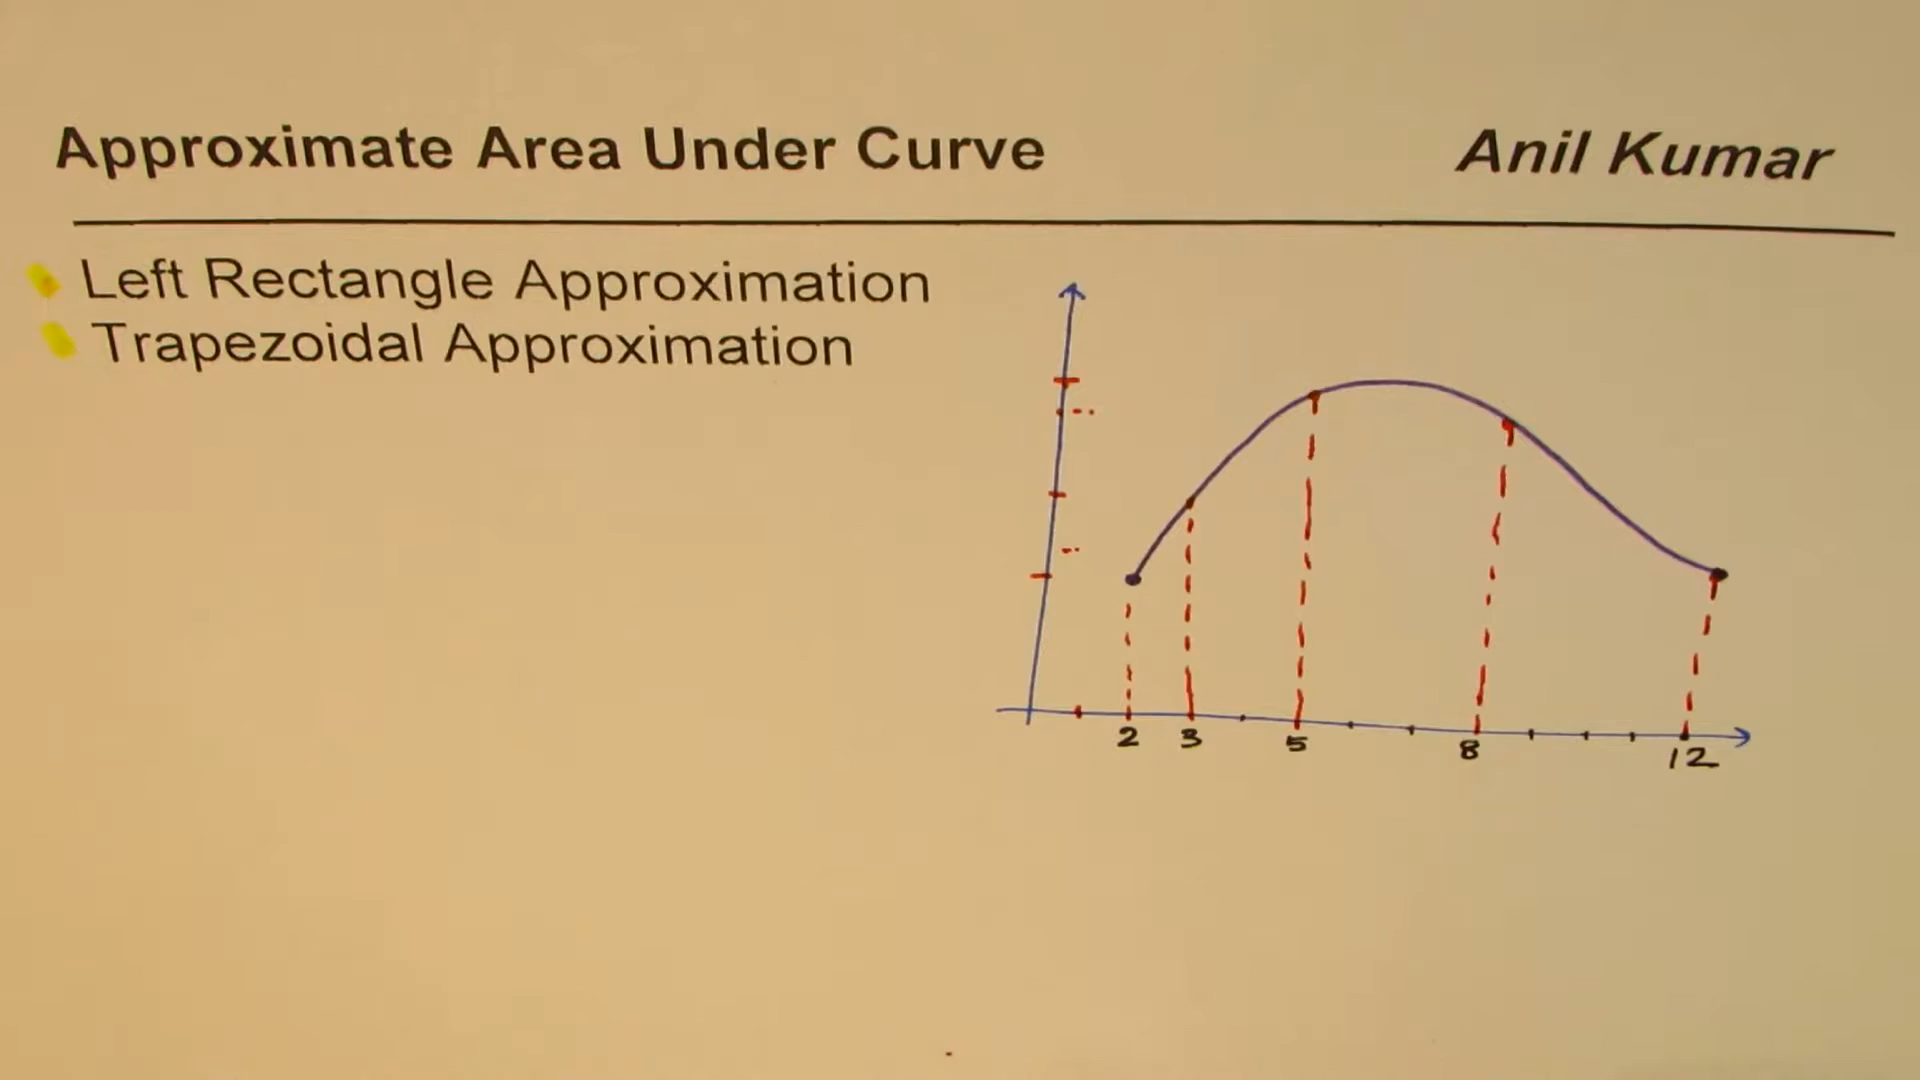 Approximate Area Under Curve Anil Kumar
Left Rectangle Approximation
Trapezoidal Approximation
2 3 5 8 12